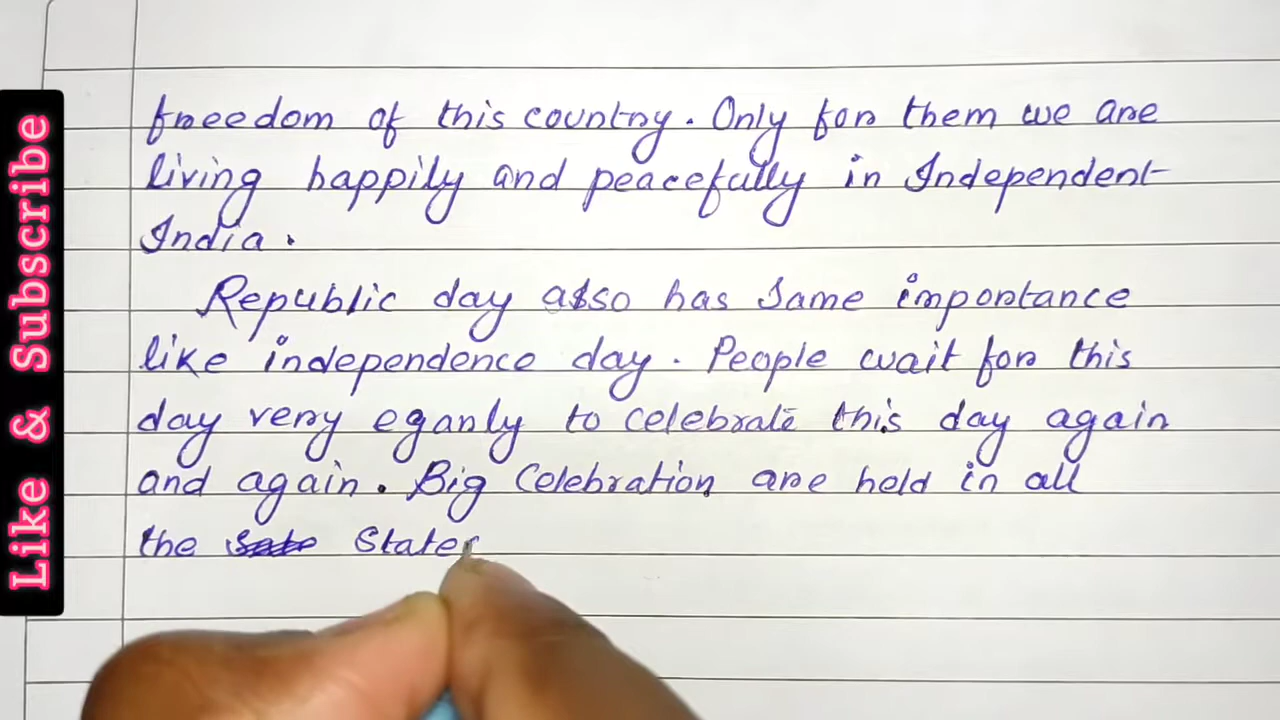 Like & Subscribe
freedom of this country. Only for them we are
living happily and peacefully in Independent
India.
Republic day also has same importance
like independence day. People wait for this
day very egarly to celebrate this day again
and again. Big Celebration are held in all
the States